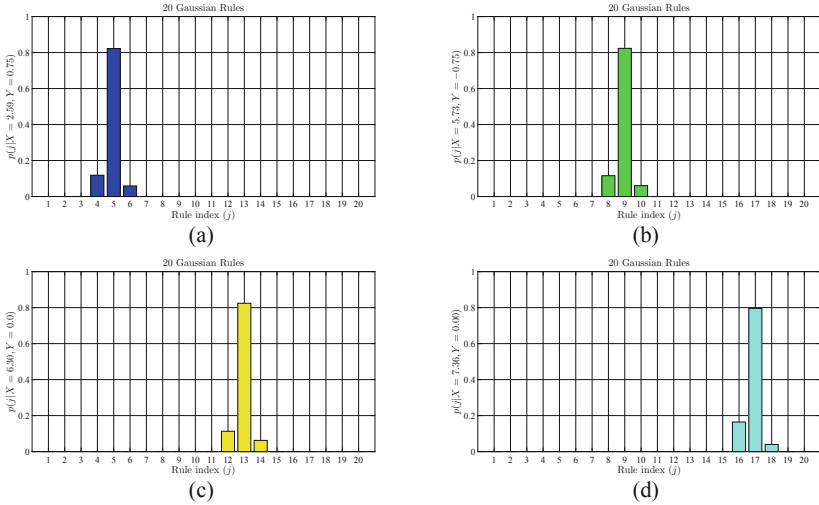 20 Gaussian Rules
p(j|X = 2.59, Y = 0.75)
1
0.8
0.6
0.4
0.2
0
1 2 3 4 5 6 7 8 9 10 11 12 13 14 15 16 17 18 19 20
Rule index (j)
(a)
20 Gaussian Rules
p(j|X = 5.73, Y = −0.75)
1
0.8
0.6
0.4
0.2
0
1 2 3 4 5 6 7 8 9 10 11 12 13 14 15 16 17 18 19 20
Rule index (j)
(b)
20 Gaussian Rules
p(j|X = 6.30, Y = 0.0)
1
0.8
0.6
0.4
0.2
0
1 2 3 4 5 6 7 8 9 10 11 12 13 14 15 16 17 18 19 20
Rule index (j)
(c)
20 Gaussian Rules
p(j|X = 7.36, Y = 0.00)
1
0.8
0.6
0.4
0.2
0
1 2 3 4 5 6 7 8 9 10 11 12 13 14 15 16 17 18 19 20
Rule index (j)
(d)